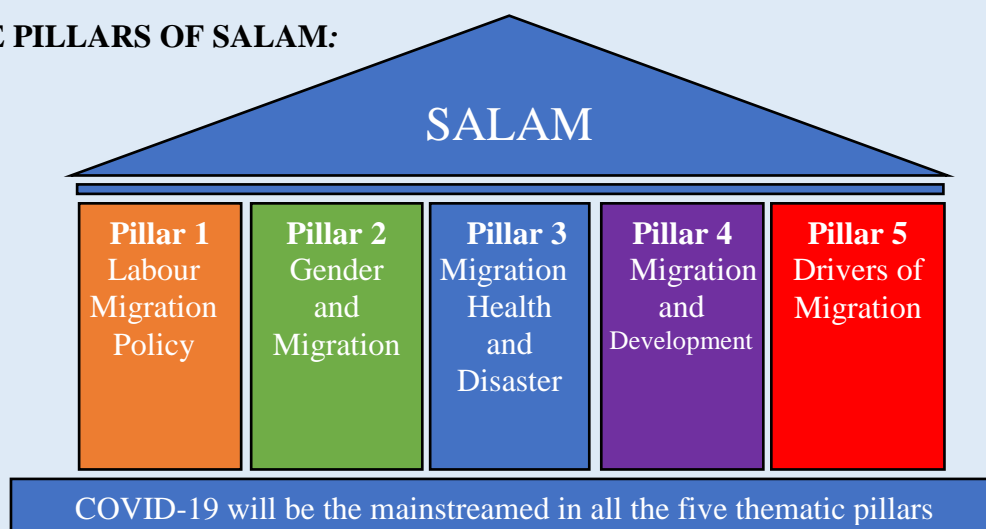 E PILLARS OF SALAM:
SALAM
Pillar 1
Labour
Migration
Policy
Pillar 2
Gender
and
Migration
Pillar 3
Migration
Health
and
Disaster
Pillar 4
Migration
and
Development
Pillar 5
Drivers of
Migration
COVID-19 will be the mainstreamed in all the five thematic pillars